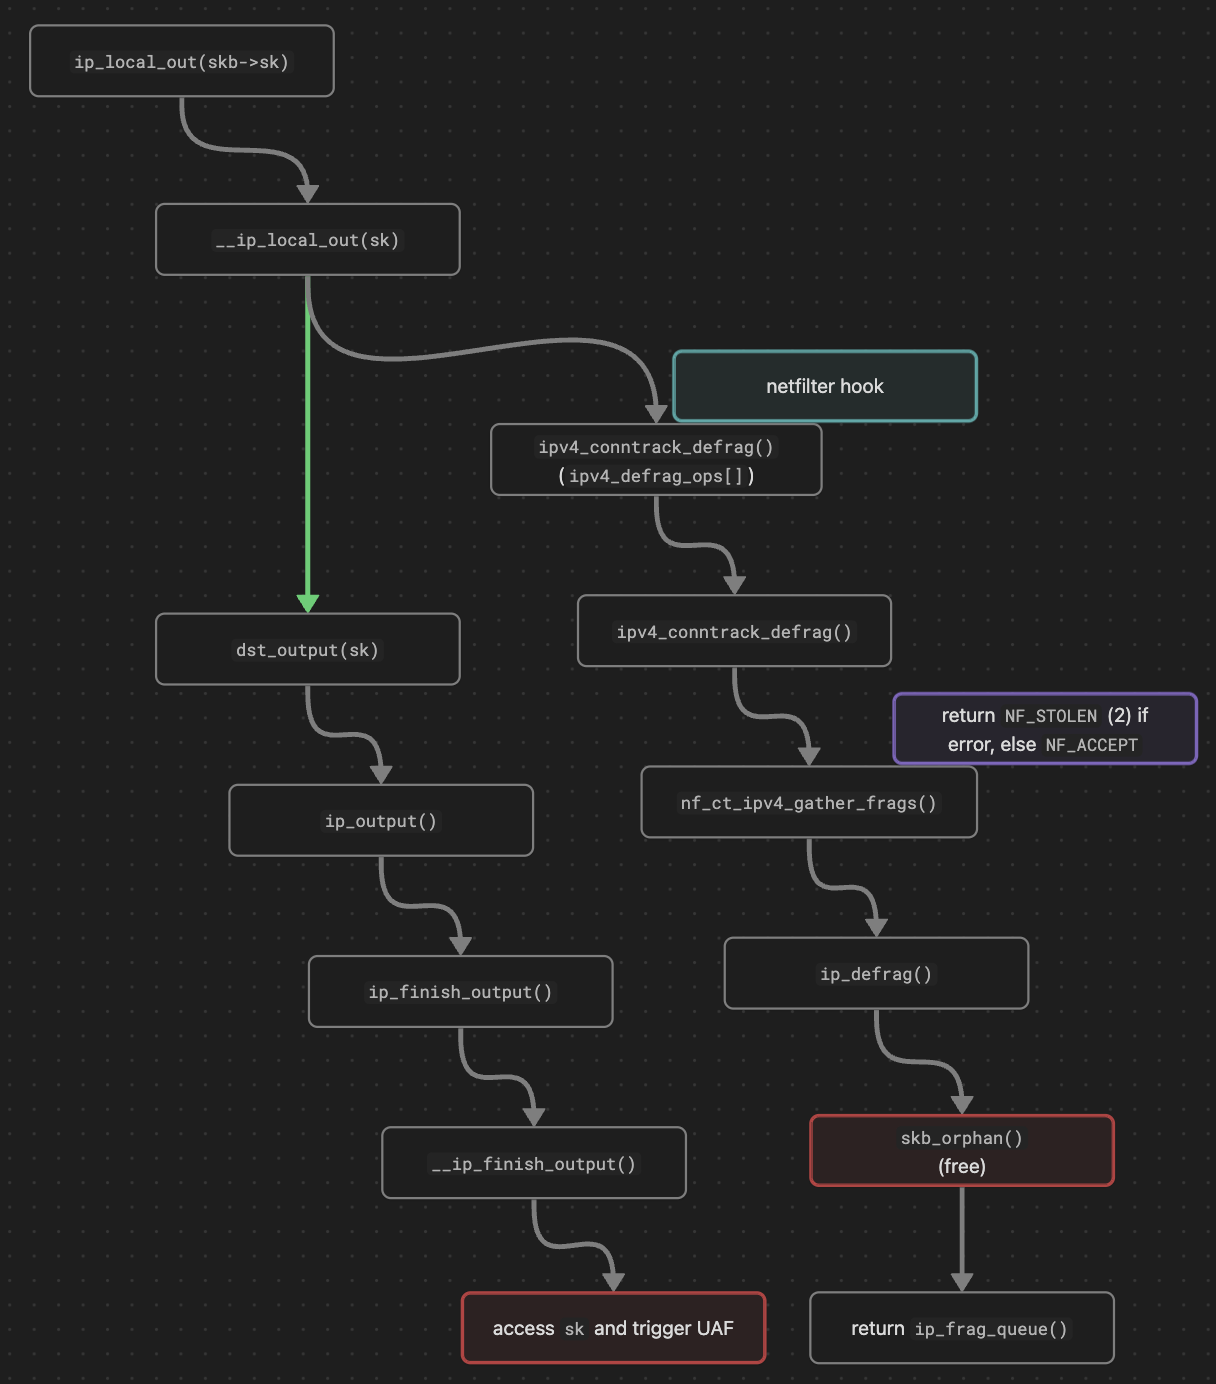 ip_local_out(skb->sk)
__ip_local_out(sk)
netfilter hook
ipv4_conntrack_defrag()
(ipv4_defrag_ops[])
ipv4_conntrack_defrag()
dst_output(sk)
return NF_STOLEN (2) if
error, else NF_ACCEPT
nf_ct_ipv4_gather_frags()
ip_output()
ip_defrag()
ip_finish_output()
skb_orphan()
(free)
__ip_finish_output()
access sk and trigger UAF
return ip_frag_queue()